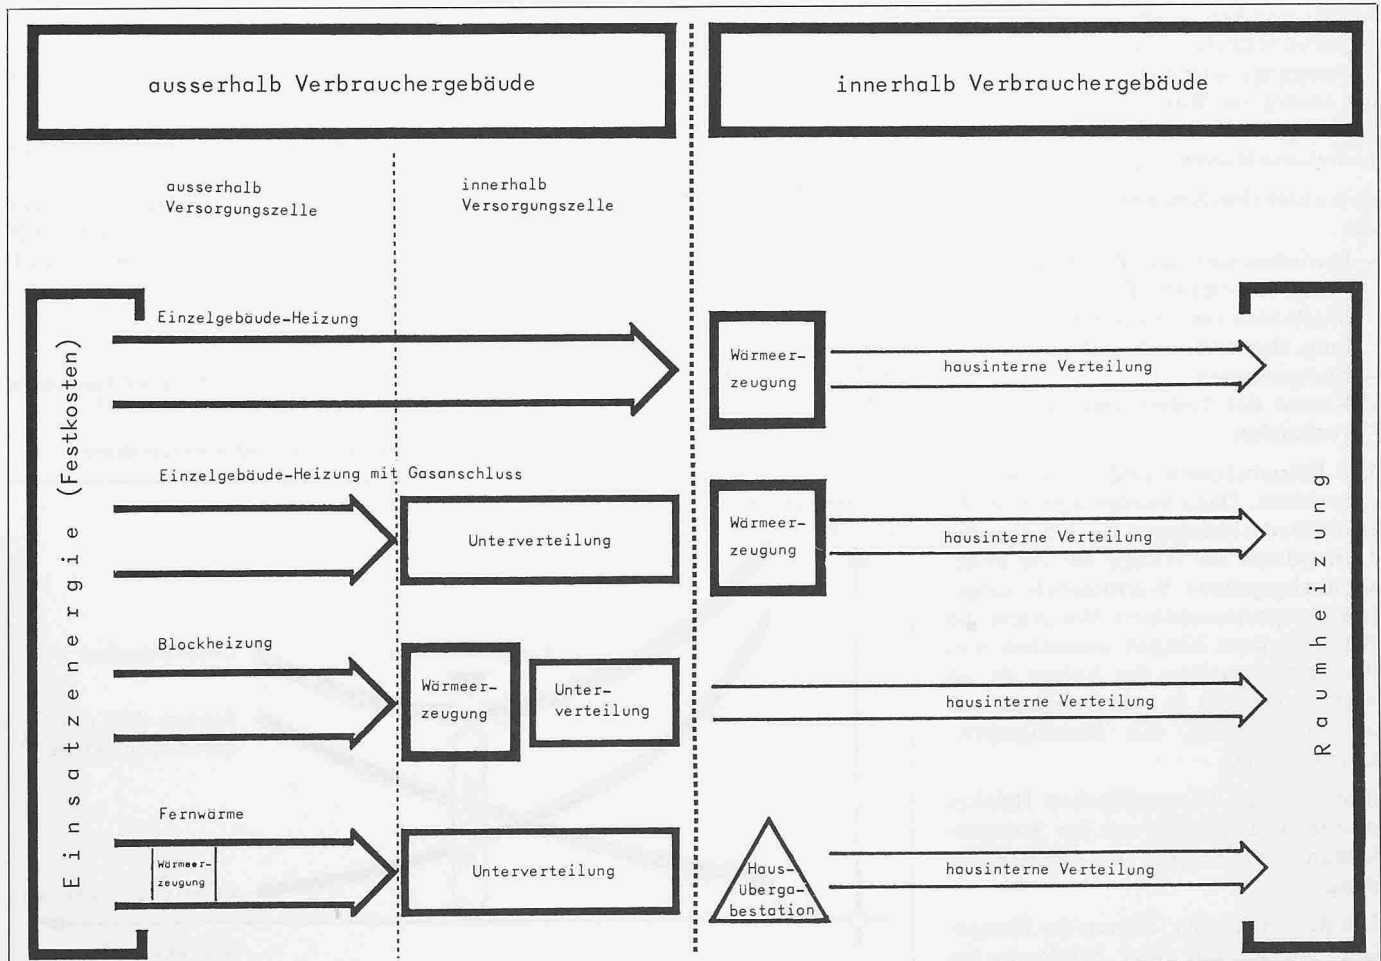 ausserhalb Verbrauchergebäude
innerhalb Verbrauchergebäude
ausserhalb
Versorgungszelle
innerhalb
Versorgungszelle
Einsatzenergie (Festkosten)
Einzelgebäude-Heizung
Wärmeer-
zeugung
hausinterne Verteilung
Einzelgebäude-Heizung mit Gasanschluss
Unterverteilung
Wärmeer-
zeugung
hausinterne Verteilung
Blockheizung
Wärmeer-
zeugung
Unter-
verteilung
hausinterne Verteilung
Fernwärme
Wärmeer-
zeugung
Unterverteilung
Haus-
überga-
bestation
hausinterne Verteilung
Raumheizung